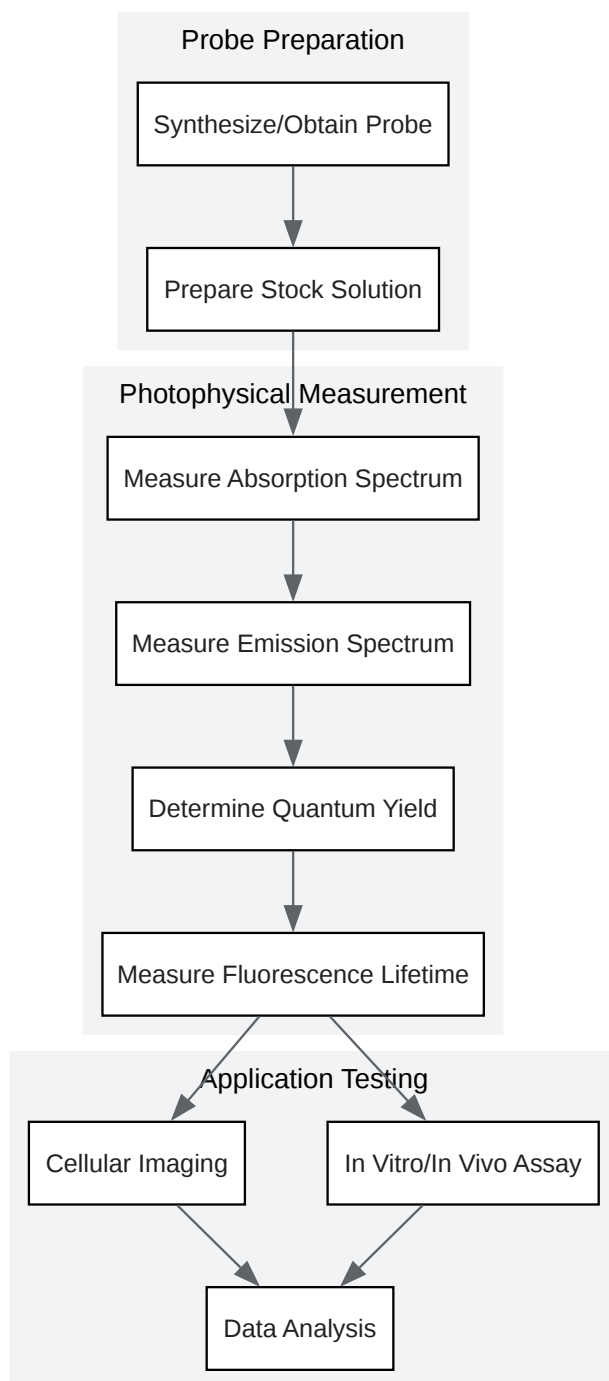 Probe Preparation
Synthesize/Obtain Probe
Prepare Stock Solution
Photophysical Measurement
Measure Absorption Spectrum
Measure Emission Spectrum
Determine Quantum Yield
Measure Fluorescence Lifetime
Application Testing
Cellular Imaging
In Vitro/In Vivo Assay
Data Analysis